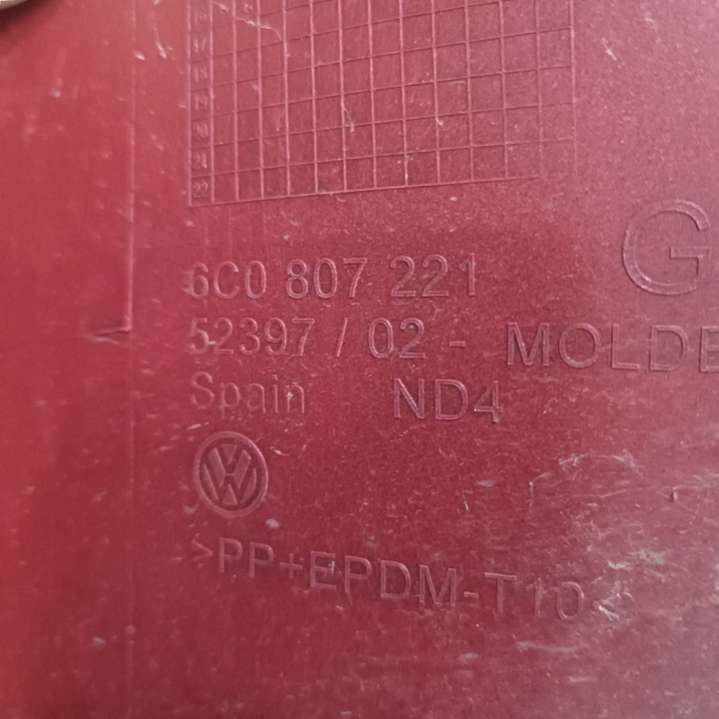 G
6C0 807 221
52397 / 02 - MOLDE
Spain ND4
>PP+EPDM-T10